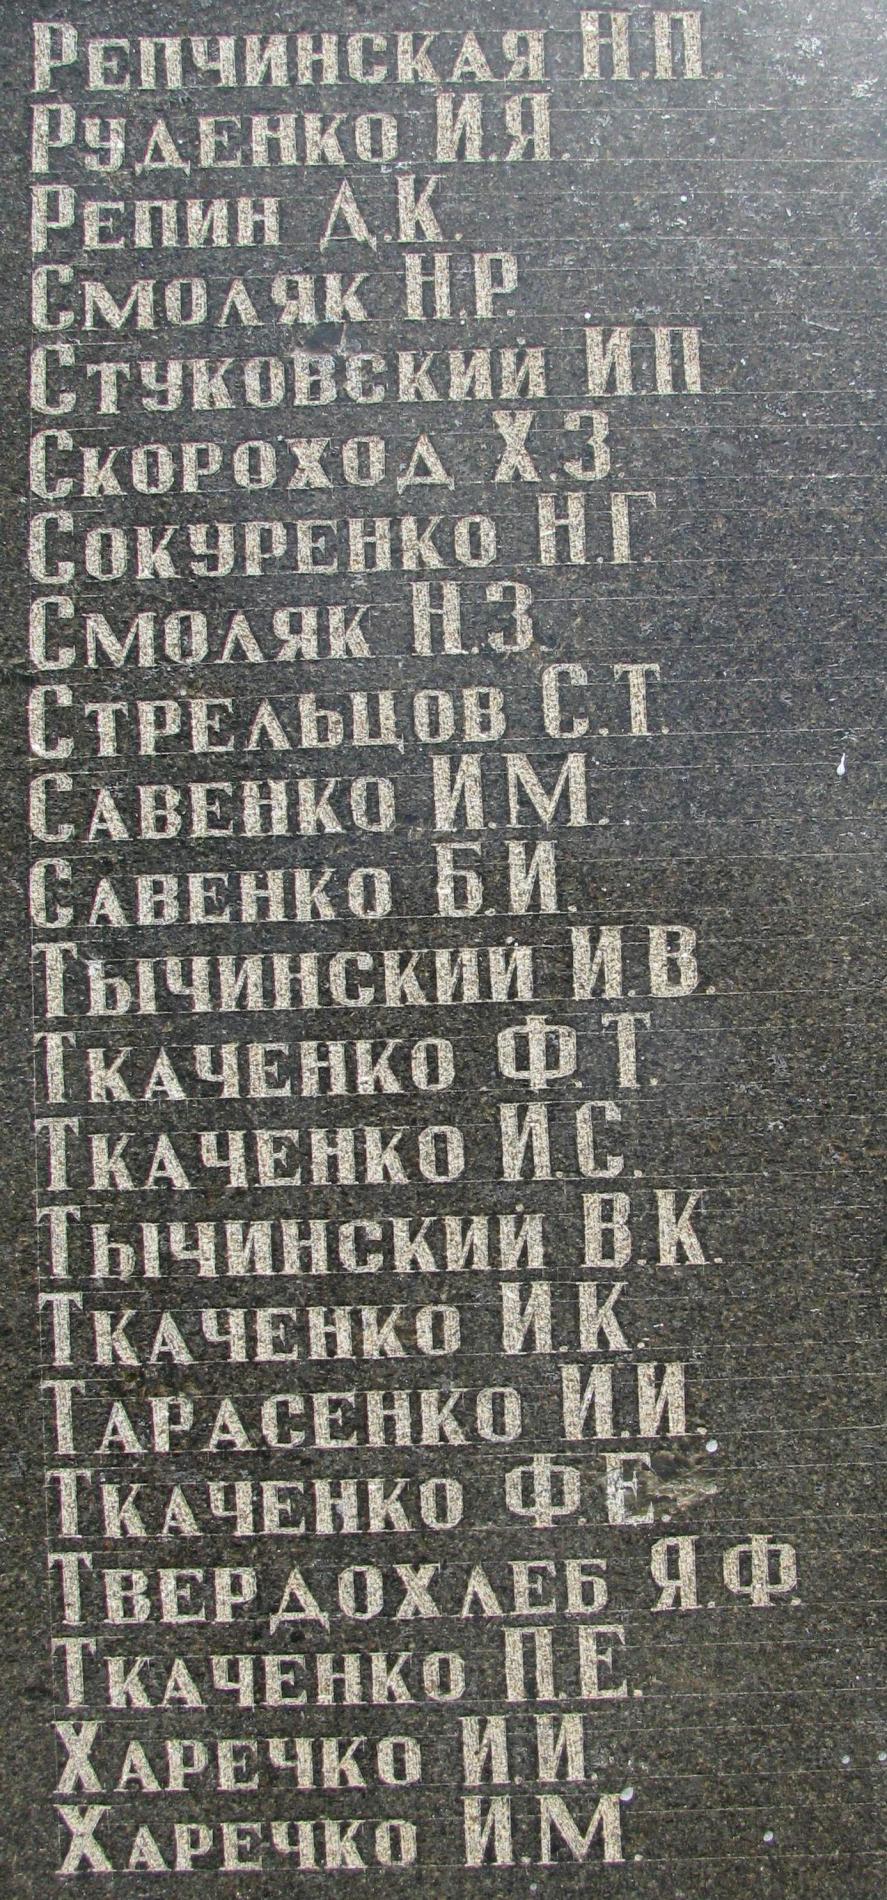 Репчинская Н.П.
Руденко И.Я.
Репин Д.К.
Смоляк Н.Р.
Стуковский И.П
Скороход Х.З.
Сокуренко Н.Г.
Смоляк Н.З.
Стрельцов С.Т.
Савенко И.М.
Савенко Б.И.
Тычинский И.В.
Ткаченко Ф.Т.
Ткаченко И.С.
Тычинский В.К.
Ткаченко И.К.
Тарасенко И.И.
Ткаченко Ф.Е.
Твердохлеб Я.Ф.
Ткаченко П.Е.
Харечко И.И.
Харечко И.М.